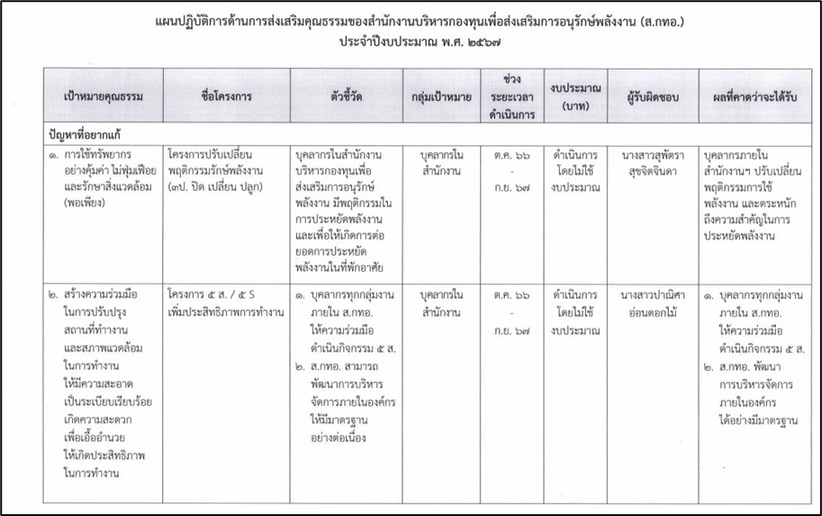 แผนปฏิบัติการด้านการส่งเสริมคุณธรรมของสำนักงานบริหารกองทุนเพื่อส่งเสริมการอนุรักษ์พลังงาน (ส.กทอ.)
ประจำปีงบประมาณ พ.ศ. ๒๕๖๗
เป้าหมายคุณธรรม
ชื่อโครงการ
ตัวชี้วัด
กลุ่มเป้าหมาย
ช่วง
ระยะเวลา
ดำเนินการ
งบประมาณ
(บาท)
ผู้รับผิดชอบ
ผลที่คาดว่าจะได้รับ
ปัญหาที่อยากแก้
๑. การใช้ทรัพยากร
อย่างคุ้มค่า ไม่ฟุ่มเฟือย
และรักษาสิ่งแวดล้อม
(พอเพียง)
โครงการปรับเปลี่ยน
พฤติกรรมรักษ์พลังงาน
(๓ป. ปิด เปลี่ยน ปลูก)
บุคลากรในสำนักงาน
บริหารกองทุนเพื่อ
ส่งเสริมการอนุรักษ์
พลังงาน มีพฤติกรรมใน
การประหยัดพลังงาน
และเพื่อให้เกิดการต่อ
ยอดการประหยัด
พลังงานในที่พักอาศัย
บุคลากรใน
สำนักงาน
ต.ค. ๖๖
-
ก.ย. ๖๗
ดำเนินการ
โดยไม่ใช้
งบประมาณ
นางสาวสุพัตรา
สุขจิตจินดา
บุคลากรภายใน
สำนักงานฯ ปรับเปลี่ยน
พฤติกรรมการใช้
พลังงาน และตระหนัก
ถึงความสำคัญในการ
ประหยัดพลังงาน
๒. สร้างความร่วมมือ
ในการปรับปรุง
สถานที่ทำางาน
และสภาพแวดล้อม
ในการทำงาน
ให้มีความสะอาด
เป็นระเบียบเรียบร้อย
เกิดความสะดวก
เพื่อเอื้ออำนวย
ให้เกิดประสิทธิภาพ
ในการทำงาน
โครงการ ๕ ส. / ๕ S
เพิ่มประสิทธิภาพการทำงาน
๑. บุคลากรทุกกลุ่มงาน
ภายใน ส.กทอ.
ให้ความร่วมมือ
ดำเนินกิจกรรม ๕ ส.
๒. ส.กทอ. สามารถ
พัฒนาการบริหาร
จัดการภายในองค์กร
ให้มีมาตรฐาน
อย่างต่อเนื่อง
บุคลากรใน
สำนักงาน
ต.ค. ๖๖
-
ก.ย. ๖๗
ดำเนินการ
โดยไม่ใช้
งบประมาณ
นางสาวปาณิศา
อ่อนดอกไม้
๑. บุคลากรทุกกลุ่มงาน
ภายใน ส.กทอ.
ให้ความร่วมมือ
ดำเนินกิจกรรม ๕ ส.
๒. ส.กทอ. พัฒนา
การบริหารจัดการ
ภายในองค์กร
ได้อย่างมีมาตรฐาน